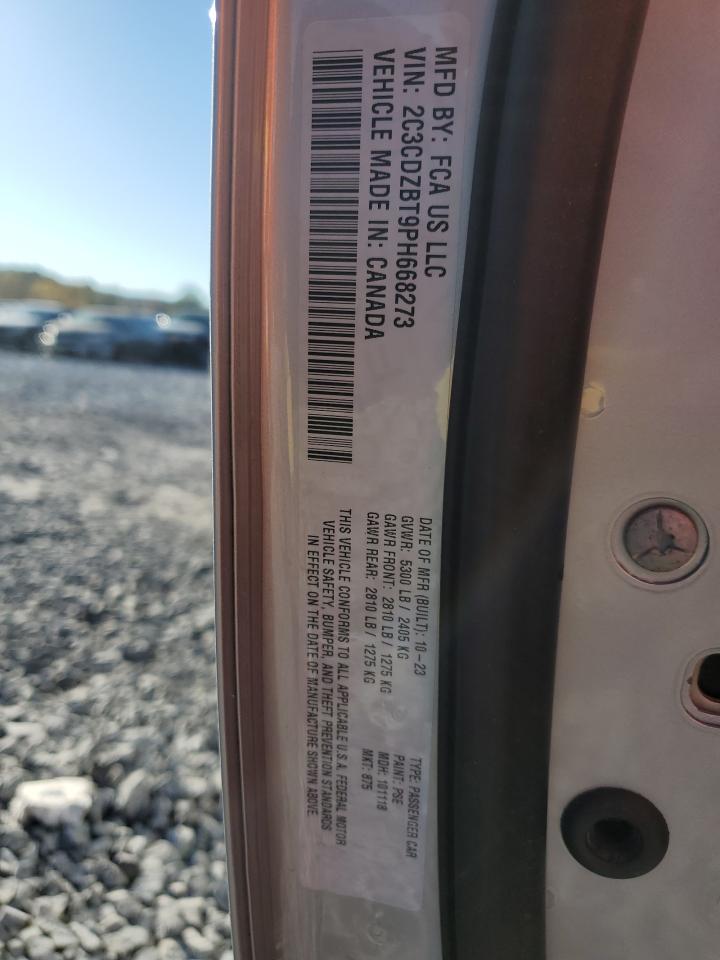 MFD BY: FCA US LLC
VIN: 2C3CDZBT9PH668273
VEHICLE MADE IN: CANADA
DATE OF MFR (BUILT): 10-23
GVWR: 5300 LB / 2405 KG
GAWR FRONT: 2810 LB / 1275 KG
GAWR REAR: 2810 LB / 1275 KG
THIS VEHICLE CONFORMS TO ALL APPLICABLE U.S.A. FEDERAL MOTOR
VEHICLE SAFETY, BUMPER, AND THEFT PREVENTION STANDARDS
IN EFFECT ON THE DATE OF MANUFACTURE SHOWN ABOVE.
TYPE: PASSENGER CAR
PAINT: PSE
MDH: 101118
MKT: 875